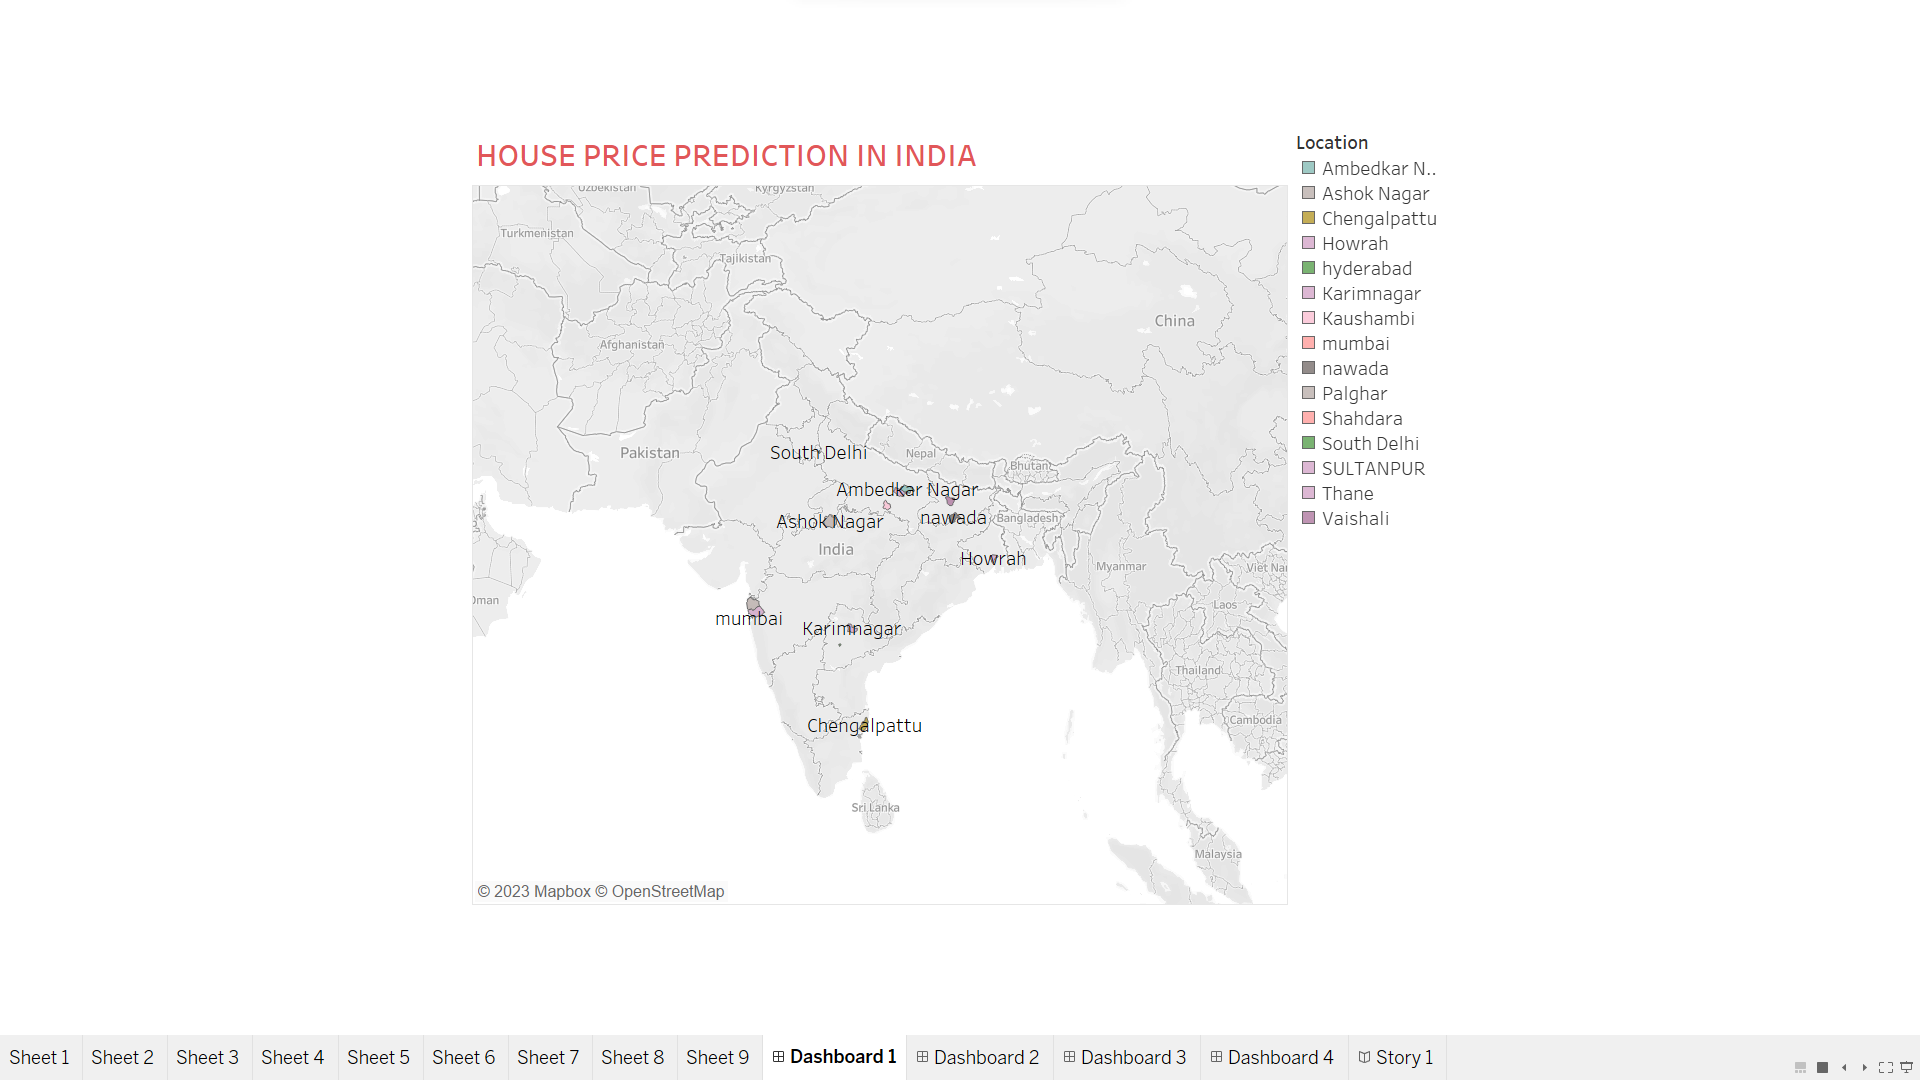 HOUSE PRICE PREDICTION IN INDIA
Location
Ambedkar N..
Ashok Nagar
Chengalpattu
Howrah
hyderabad
Karimnagar
Kaushambi
mumbai
nawada
Palghar
Shahdara
South Delhi
SULTANPUR
Thane
Vaishali
Uzbekistan
Kyrgyzstan
Turkmenistan
Tajikistan
China
Afghanistan
Pakistan
South Delhi
Nepal
Bhutan
Ambedkar Nagar
Ashok Nagar
nawada
Bangladesh
India
Howrah
Myanmar
Viet Nar
Oman
Laos
mumbai
Karimnagar
Thailand
Chengalpattu
Cambodia
Sri Lanka
Malaysia
© 2023 Mapbox © OpenStreetMap
Sheet 1 Sheet 2 Sheet 3 Sheet 4 Sheet 5 Sheet 6 Sheet 7 Sheet 8 Sheet 9 Dashboard 1 Dashboard 2 Dashboard 3 Dashboard 4 Story 1